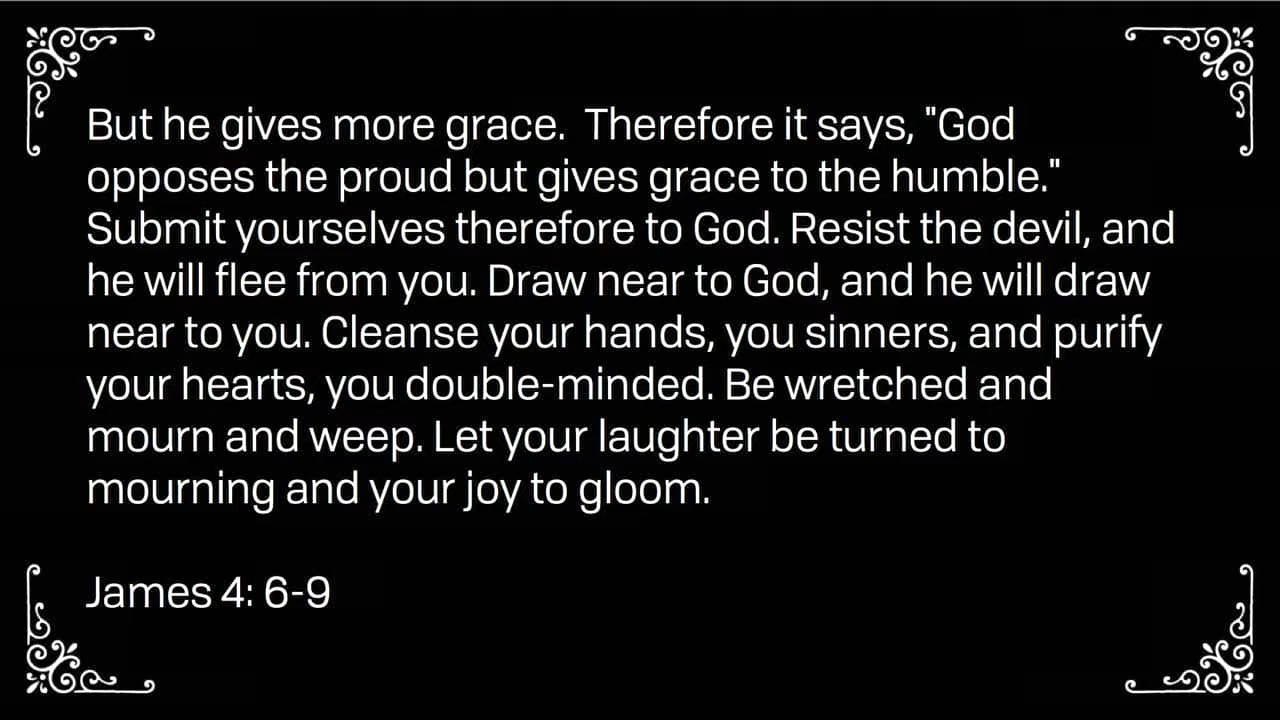 But he gives more grace.  Therefore it says, "God
opposes the proud but gives grace to the humble."
Submit yourselves therefore to God. Resist the devil, and
he will flee from you. Draw near to God, and he will draw
near to you. Cleanse your hands, you sinners, and purify
your hearts, you double-minded. Be wretched and
mourn and weep. Let your laughter be turned to
mourning and your joy to gloom.
James 4: 6-9